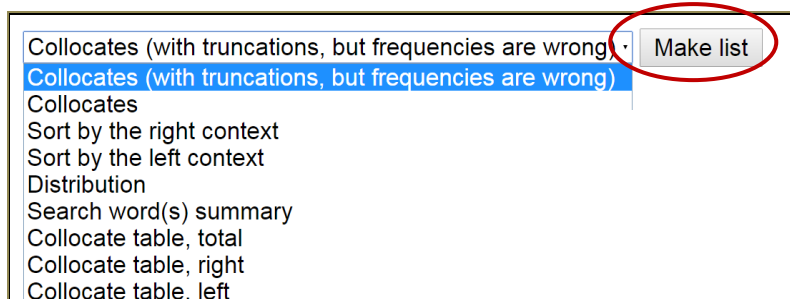 Collocates (with truncations, but frequencies are wrong) Make list
Collocates (with truncations, but frequencies are wrong)
Collocates
Sort by the right context
Sort by the left context
Distribution
Search word(s) summary
Collocate table, total
Collocate table, right
Collocate table, left